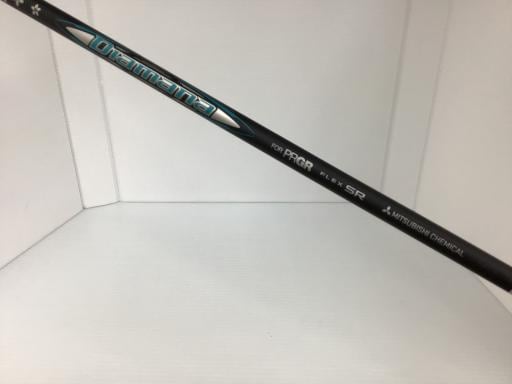 Diamana
FOR PRGR FLEX SR
MITSUBISHI CHEMICAL